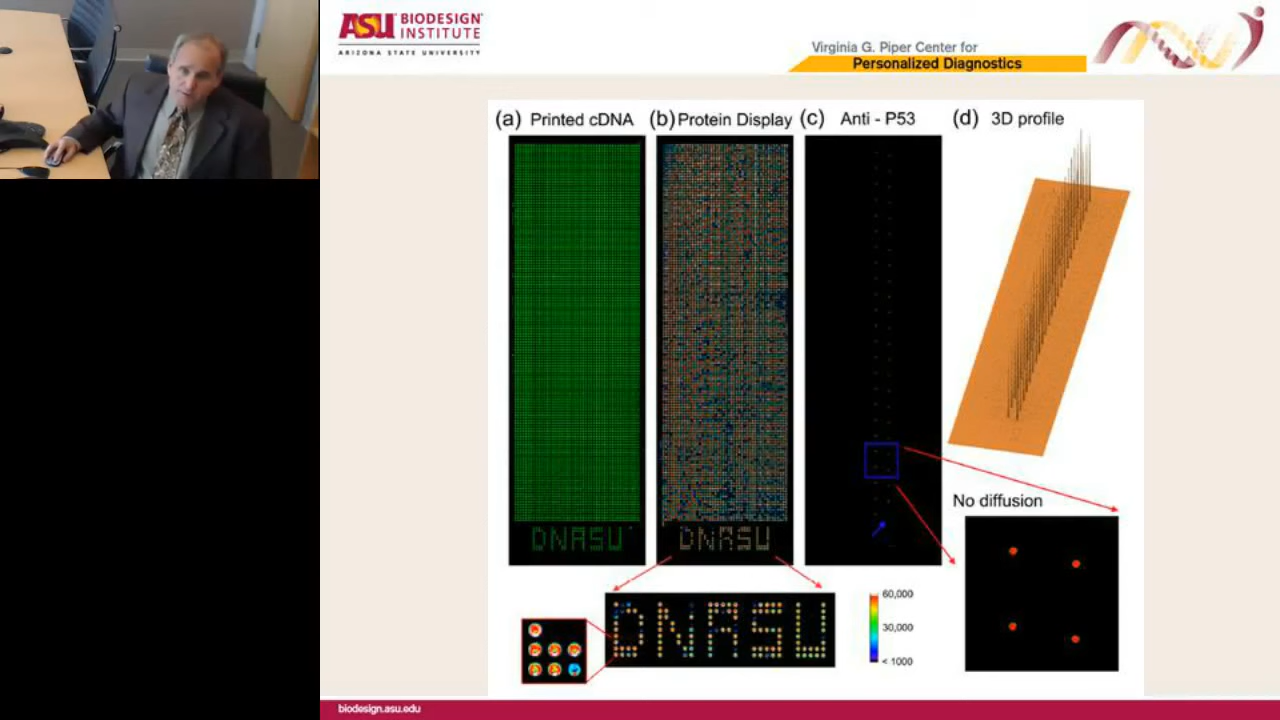 ASU BIODESIGN INSTITUTE
ARIZONA STATE UNIVERSITY
Virginia G. Piper Center for
Personalized Diagnostics
(a) Printed cDNA
(b) Protein Display
(c) Anti - P53
(d) 3D profile
DNASU
DNASU
No diffusion
DNASU
60,000
30,000
< 1000
biodesign.asu.edu